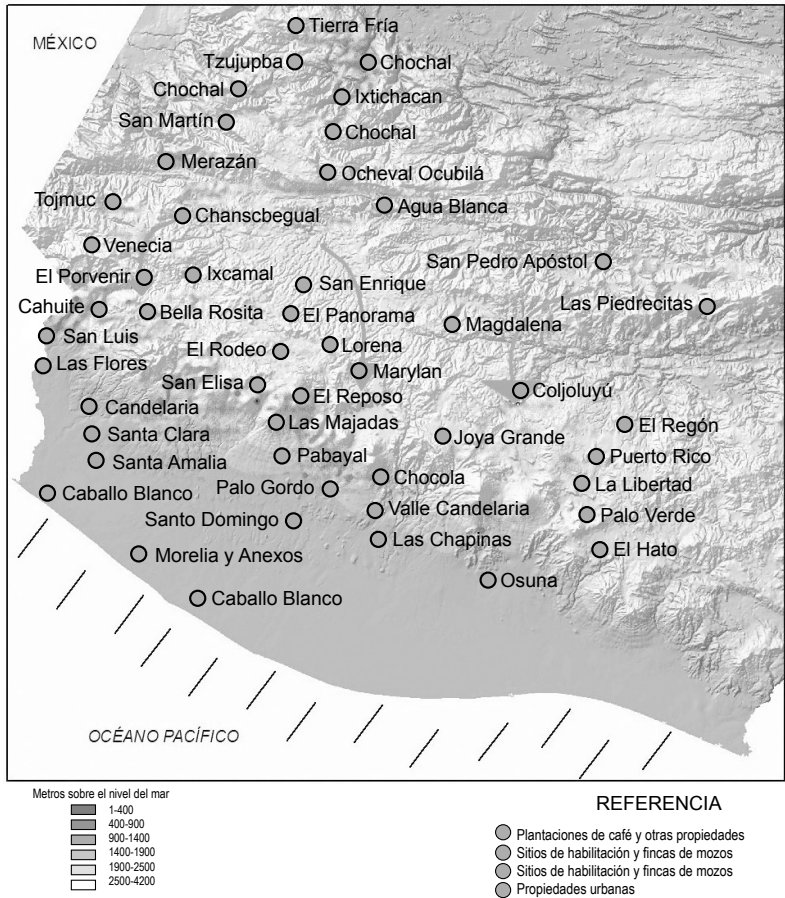 Tierra Fría
MÉXICO
Tzujupba
Chochal
Chochal
Ixtichacan
San Martín
Chochal
Merazán
Ocheval Ocubilá
Tojmuc
Agua Blanca
Chanscbegual
Venecia
San Pedro Apóstol
El Porvenir
Ixcamal
San Enrique
Cahuite
Bella Rosita
El Panorama
Las Piedrecitas
Magdalena
San Luis
El Rodeo
Lorena
Las Flores
Marylan
San Elisa
El Reposo
Coljoluyú
Candelaria
Las Majadas
El Regón
Santa Clara
Joya Grande
Santa Amalia
Pabayal
Puerto Rico
Chocola
La Libertad
Caballo Blanco
Palo Gordo
Valle Candelaria
Palo Verde
Santo Domingo
Las Chapinas
El Hato
Morelia y Anexos
Osuna
Caballo Blanco
OCÉANO PACÍFICO
Metros sobre el nivel del mar
1-400
400-900
900-1400
1400-1900
1900-2500
2500-4200
REFERENCIA
Plantaciones de café y otras propiedades
Sitios de habilitación y fincas de mozos
Sitios de habilitación y fincas de mozos
Propiedades urbanas